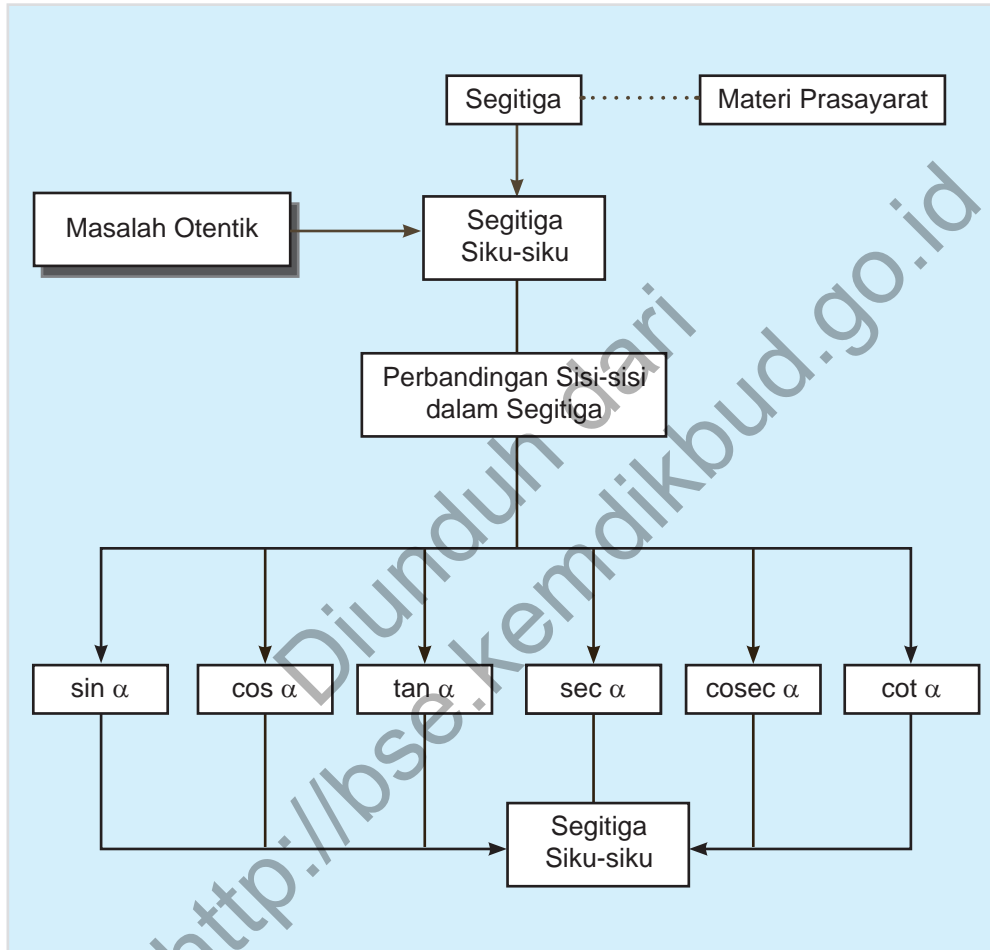 Segitiga
Materi Prasayarat
Masalah Otentik
Segitiga
Siku-siku
Perbandingan Sisi-sisi
dalam Segitiga
sin α
cos α
tan α
sec α
cosec α
cot α
Segitiga
Siku-siku
Diunduh dari
http://bse.kemdikbud.go.id